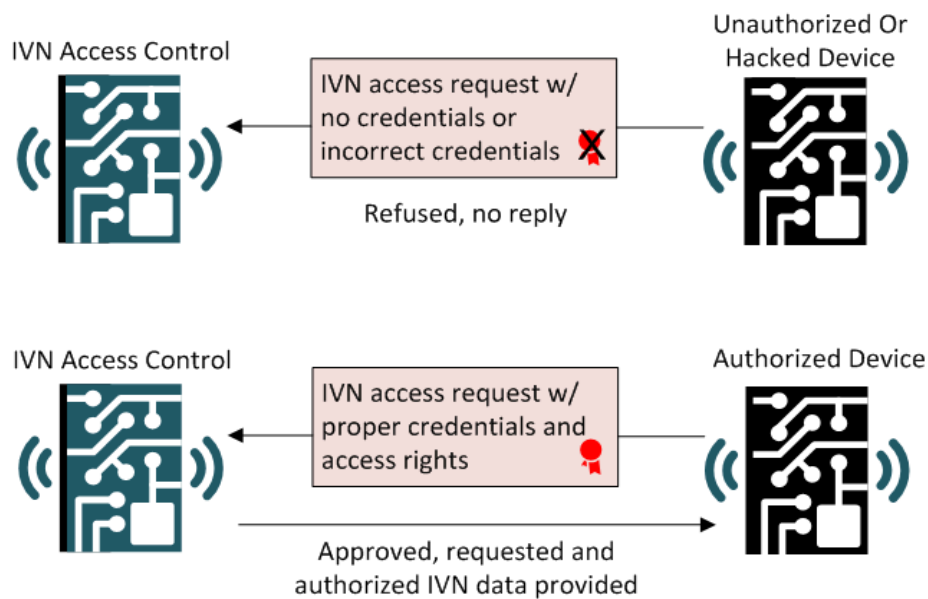 IVN Access Control
Unauthorized Or
Hacked Device
IVN access request w/
no credentials or
incorrect credentials
Refused, no reply
IVN Access Control
Authorized Device
IVN access request w/
proper credentials and
access rights
Approved, requested and
authorized IVN data provided